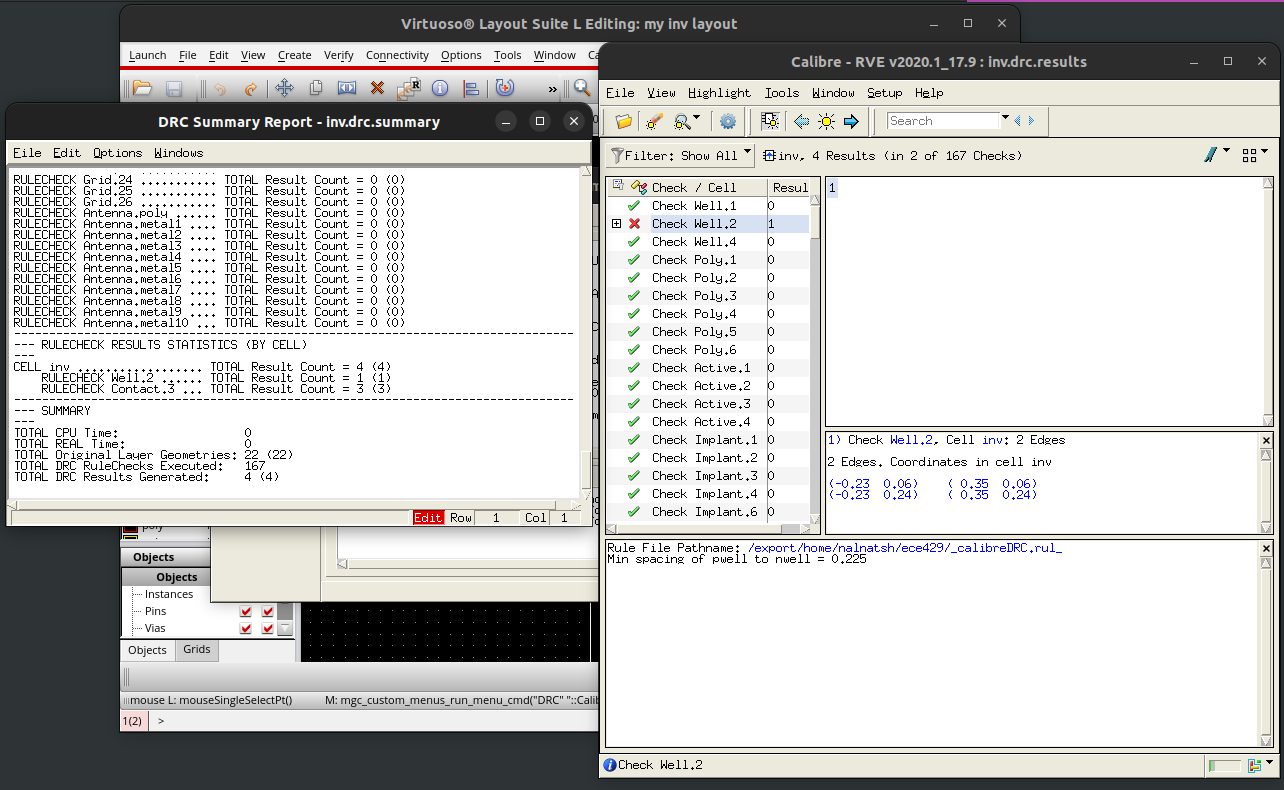 Virtuoso® Layout Suite L Editing: my inv layout
Launch File Edit View Create Verify Connectivity Options Tools Window Ca
R
»
DRC Summary Report - inv.drc.summary
File Edit Options Windows
RULECHECK Grid.24 ........... TOTAL Result Count = 0 (0)
RULECHECK Grid.25 ........... TOTAL Result Count = 0 (0)
RULECHECK Grid.26 ........... TOTAL Result Count = 0 (0)
RULECHECK Antenna.poly ...... TOTAL Result Count = 0 (0)
RULECHECK Antenna.metal1 .... TOTAL Result Count = 0 (0)
RULECHECK Antenna.metal2 .... TOTAL Result Count = 0 (0)
RULECHECK Antenna.metal3 .... TOTAL Result Count = 0 (0)
RULECHECK Antenna.metal4 .... TOTAL Result Count = 0 (0)
RULECHECK Antenna.metal5 .... TOTAL Result Count = 0 (0)
RULECHECK Antenna.metal6 .... TOTAL Result Count = 0 (0)
RULECHECK Antenna.metal7 .... TOTAL Result Count = 0 (0)
RULECHECK Antenna.metal8 .... TOTAL Result Count = 0 (0)
RULECHECK Antenna.metal9 .... TOTAL Result Count = 0 (0)
RULECHECK Antenna.metal10 ... TOTAL Result Count = 0 (0)
--------------------------------------------------------------------------------
--- RULECHECK RESULTS STATISTICS (BY CELL)
---
CELL inv .................. TOTAL Result Count = 4 (4)
RULECHECK Well.2 ...... TOTAL Result Count = 1 (1)
RULECHECK Contact.3 ... TOTAL Result Count = 3 (3)
--------------------------------------------------------------------------------
--- SUMMARY
---
TOTAL CPU Time: 0
TOTAL REAL Time: 0
TOTAL Original Layer Geometries: 22 (22)
TOTAL DRC RuleChecks Executed: 167
TOTAL DRC Results Generated: 4 (4)
Edit Row 1 Col 1
poly
Objects
Objects
Instances
Pins
Vias
Objects Grids
mouse L: mouseSingleSelectPt() M: mgc_custom_menus_run_menu_cmd("DRC" "::Calib
1(2) >
Calibre - RVE v2020.1_17.9 : inv.drc.results
File View Highlight Tools Window Setup Help
Search
Filter: Show All inv, 4 Results (in 2 of 167 Checks)
Check / Cell Resul
Check Well.1 0
Check Well.2 1
Check Well.4 0
Check Poly.1 0
Check Poly.2 0
Check Poly.3 0
Check Poly.4 0
Check Poly.5 0
Check Poly.6 0
Check Active.1 0
Check Active.2 0
Check Active.3 0
Check Active.4 0
Check Implant.1 0
Check Implant.2 0
Check Implant.3 0
Check Implant.4 0
Check Implant.6 0
1
1) Check Well.2, Cell inv: 2 Edges
2 Edges. Coordinates in cell inv
(-0.23 0.06) ( 0.35 0.06)
(-0.23 0.24) ( 0.35 0.24)
Rule File Pathname: /export/home/nalnatsh/ece429/_calibreDRC.rul_
Min spacing of pwell to nwell = 0.225
Check Well.2